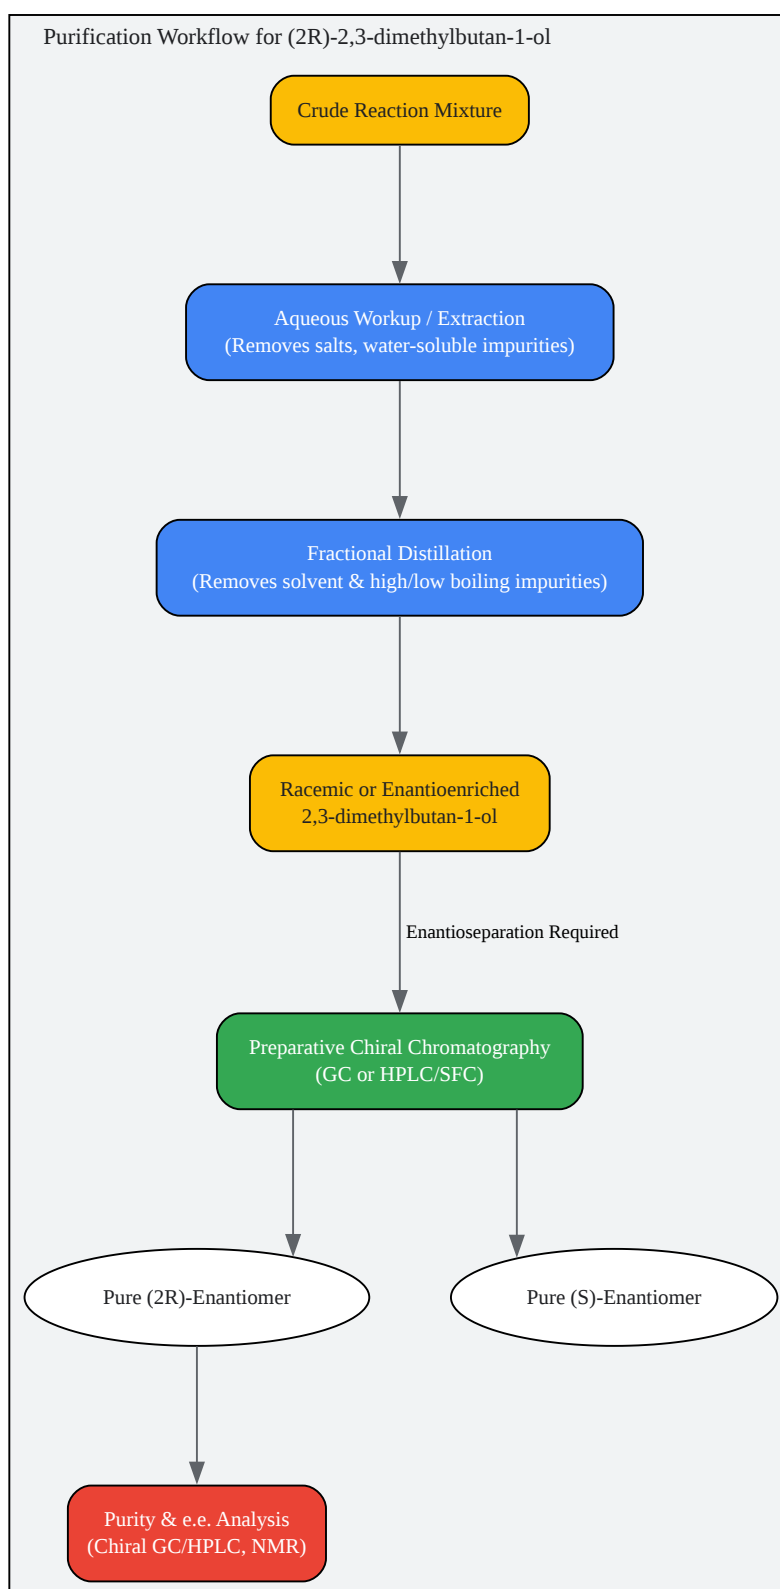 Purification Workflow for (2R)-2,3-dimethylbutan-1-ol
Crude Reaction Mixture
Aqueous Workup / Extraction
(Removes salts, water-soluble impurities)
Fractional Distillation
(Removes solvent & high/low boiling impurities)
Racemic or Enantioenriched
2,3-dimethylbutan-1-ol
Enantioseparation Required
Preparative Chiral Chromatography
(GC or HPLC/SFC)
Pure (2R)-Enantiomer
Pure (S)-Enantiomer
Purity & e.e. Analysis
(Chiral GC/HPLC, NMR)